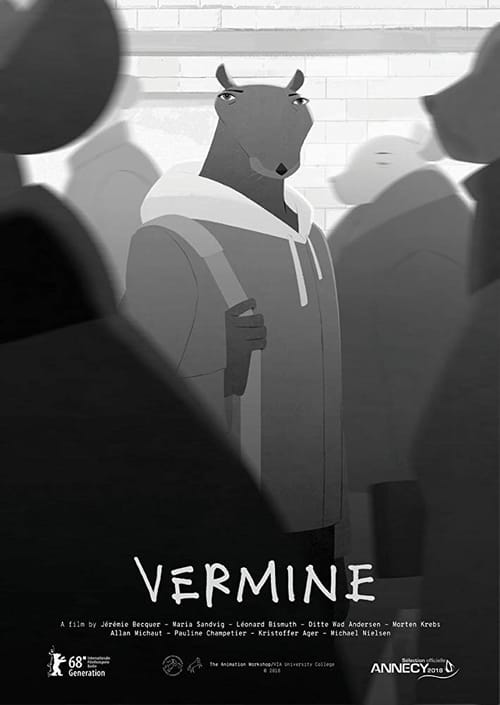 VERMINE
A film by Jérémie Becquer – Maria Sandvig – Léonard Bismuth – Ditte Wad Andersen – Morten Krebs
Allan Michaut – Pauline Champetier – Kristoffer Ager – Michael Nielsen
68
Internationale
Filmfestspiele
Berlin
Generation
The Animation Workshop/VIA University College
© 2018
Sélection officielle
ANNECY 2018